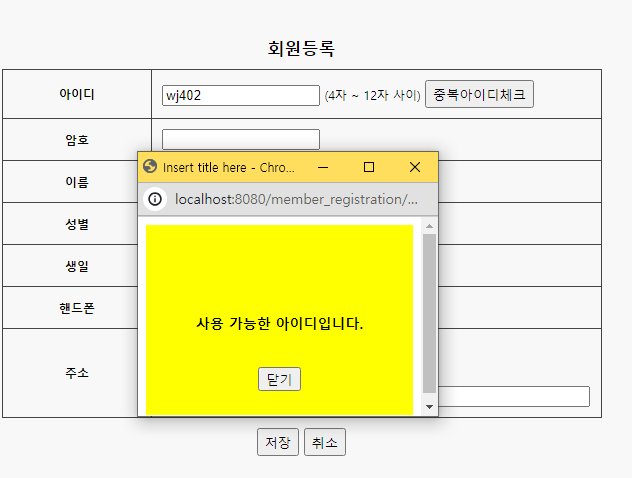 회원등록
아이디 wj402 (4자 ~ 12자 사이) 중복아이디체크
암호
Insert title here - Chro...
이름
localhost:8080/member_registration/...
성별
생일
핸드폰
사용 가능한 아이디입니다.
주소
닫기
저장 취소